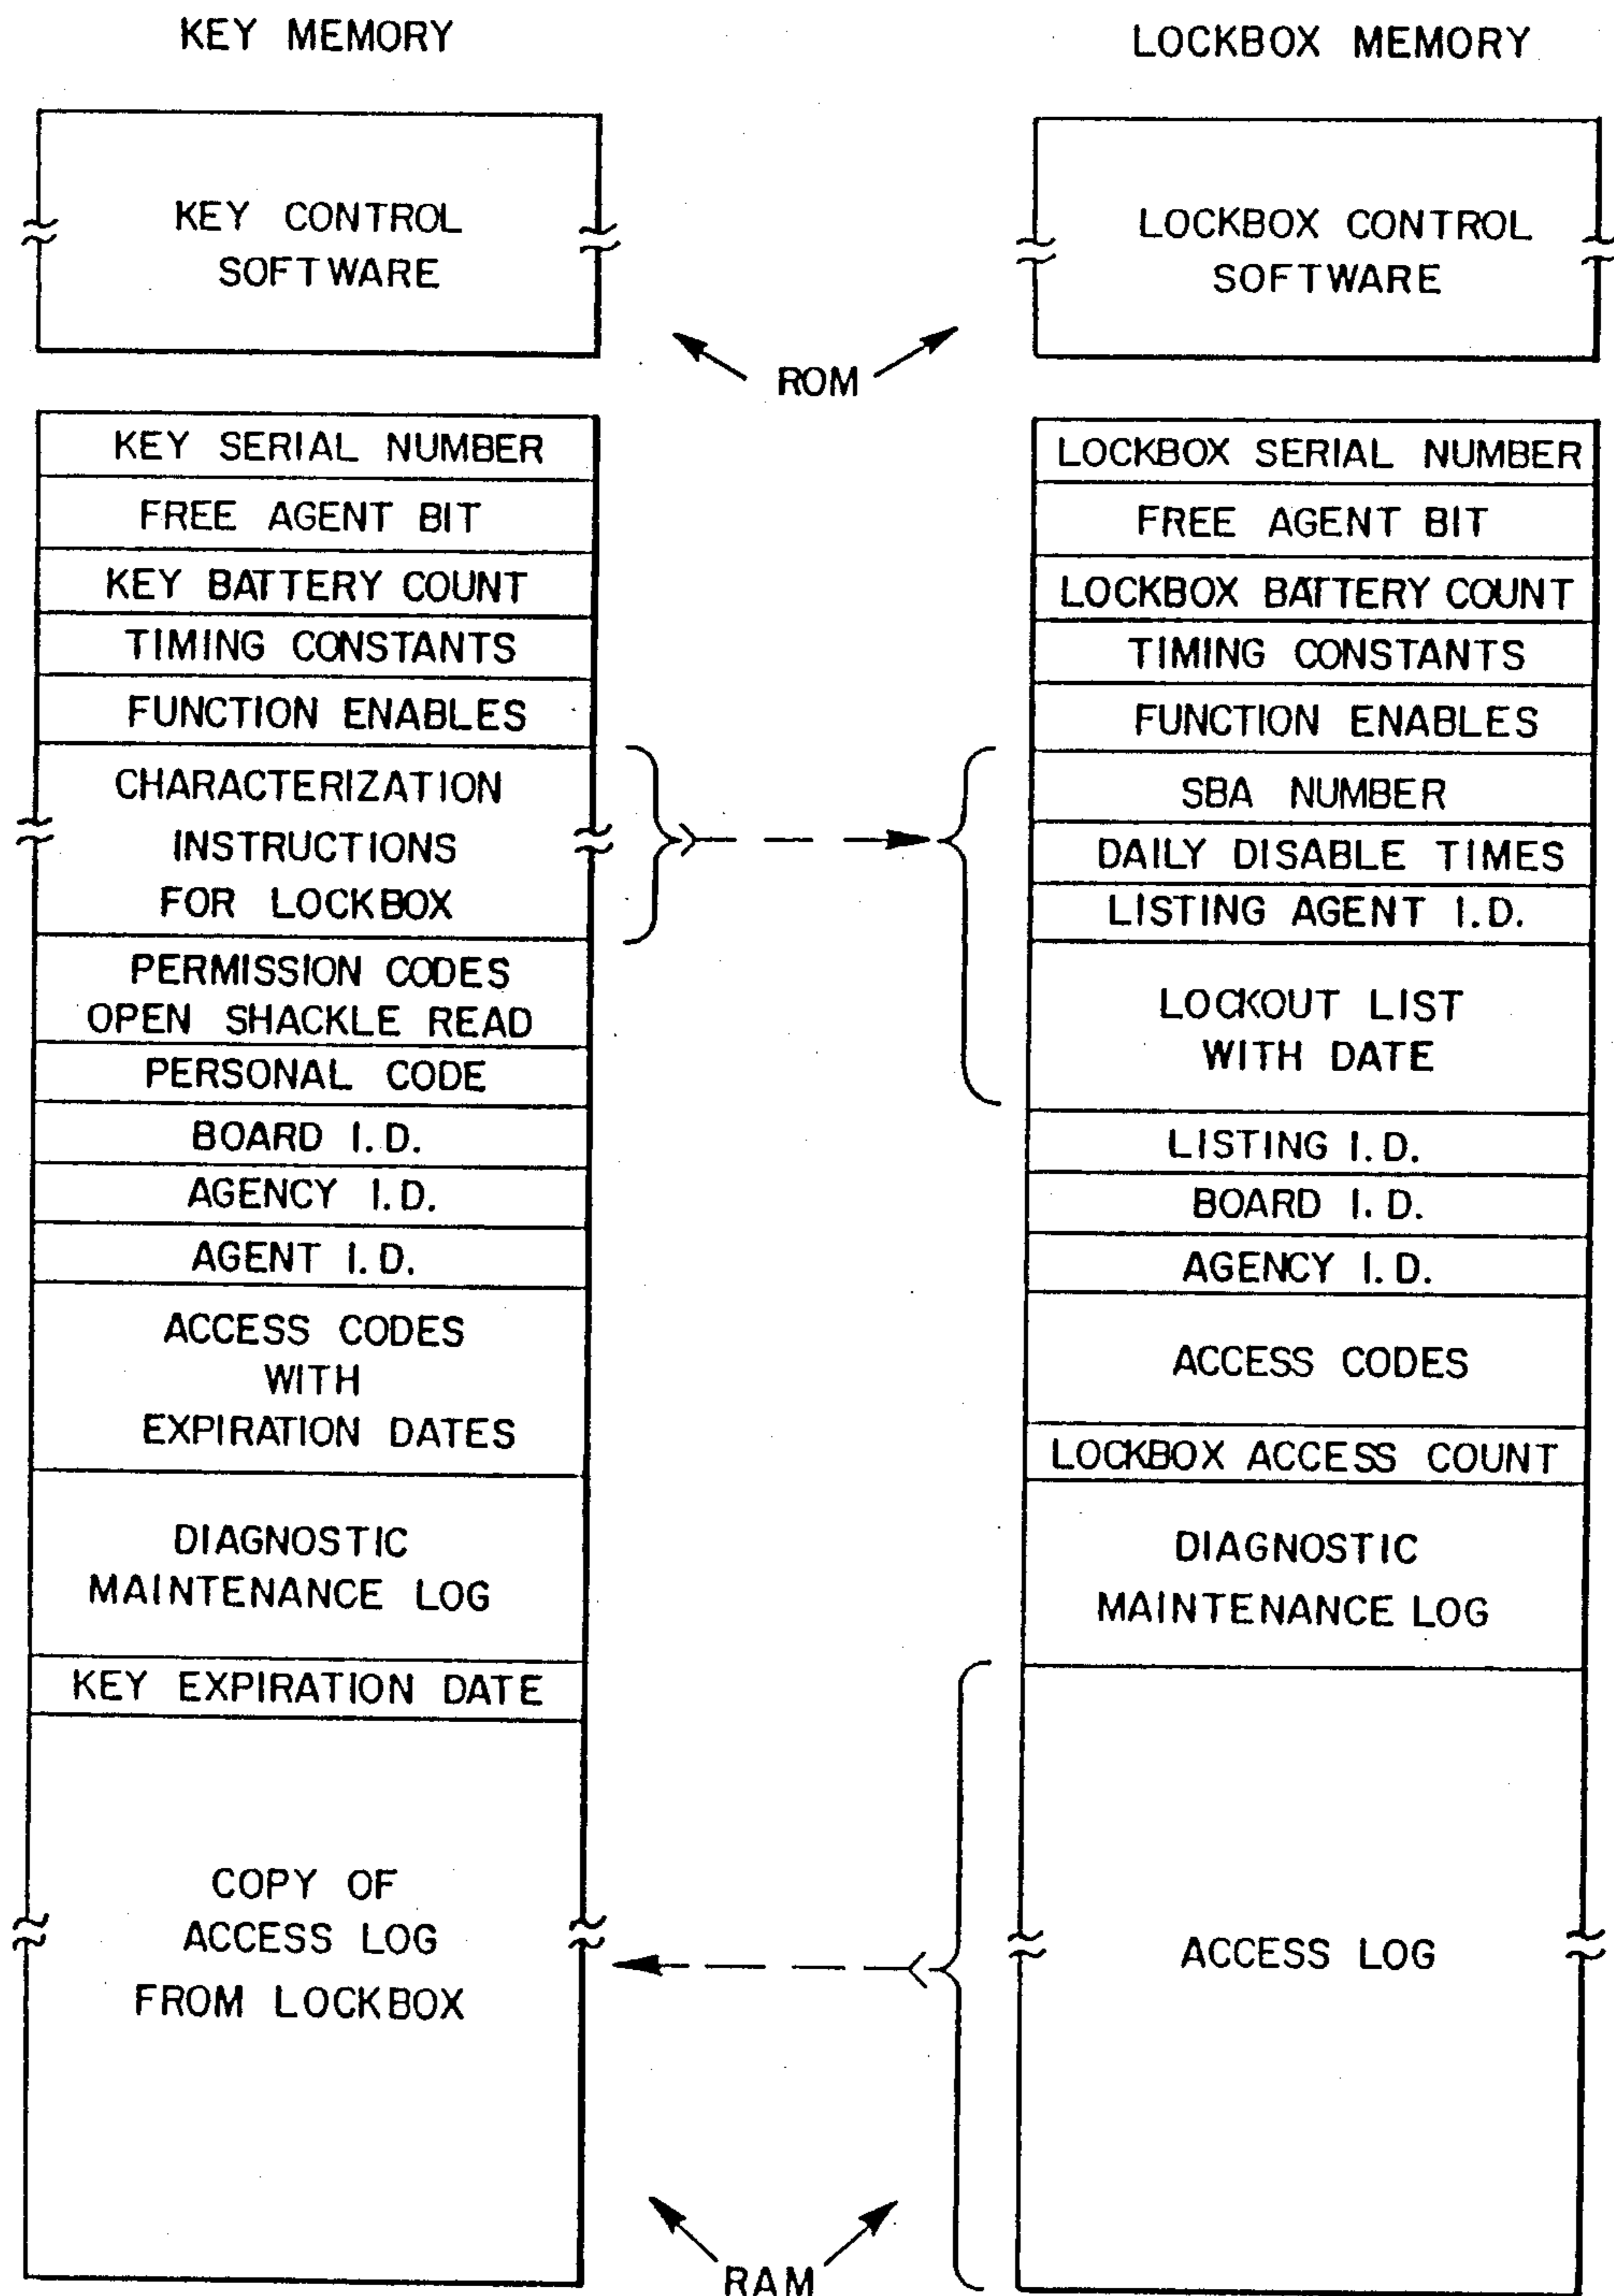 KEY MEMORY
KEY CONTROL
SOFTWARE
KEY SERIAL NUMBER
FREE AGENT BIT
KEY BATTERY COUNT
TIMING CONSTANTS
FUNCTION ENABLES
CHARACTERIZATION
INSTRUCTIONS
FOR LOCKBOX
PERMISSION CODES
OPEN SHACKLE READ
PERSONAL CODE
BOARD I.D.
AGENCY I.D.
AGENT I.D.
ACCESS CODES
WITH
EXPIRATION DATES
DIAGNOSTIC
MAINTENANCE LOG
KEY EXPIRATION DATE
COPY OF
ACCESS LOG
FROM LOCKBOX
ROM
RAM
LOCKBOX MEMORY
LOCKBOX CONTROL
SOFTWARE
LOCKBOX SERIAL NUMBER
FREE AGENT BIT
LOCKBOX BATTERY COUNT
TIMING CONSTANTS
FUNCTION ENABLES
SBA NUMBER
DAILY DISABLE TIMES
LISTING AGENT I.D.
LOCKOUT LIST
WITH DATE
LISTING I.D.
BOARD I.D.
AGENCY I.D.
ACCESS CODES
LOCKBOX ACCESS COUNT
DIAGNOSTIC
MAINTENANCE LOG
ACCESS LOG